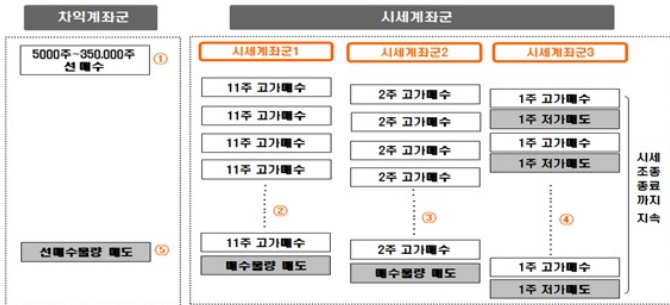 차익계좌군
시세계좌군
5000주~350.000주
선 매수
①
시세계좌군1
시세계좌군2
시세계좌군3
11주 고가매수
11주 고가매수
11주 고가매수
11주 고가매수
②
11주 고가매수
매수물량 매도
2주 고가매수
2주 고가매수
2주 고가매수
2주 고가매수
③
2주 고가매수
매수물량 매도
1주 고가매수
1주 저가매도
1주 고가매수
1주 저가매도
④
1주 고가매수
1주 저가매도
시세
조종
종료
까지
지속
선매수물량 매도
⑤